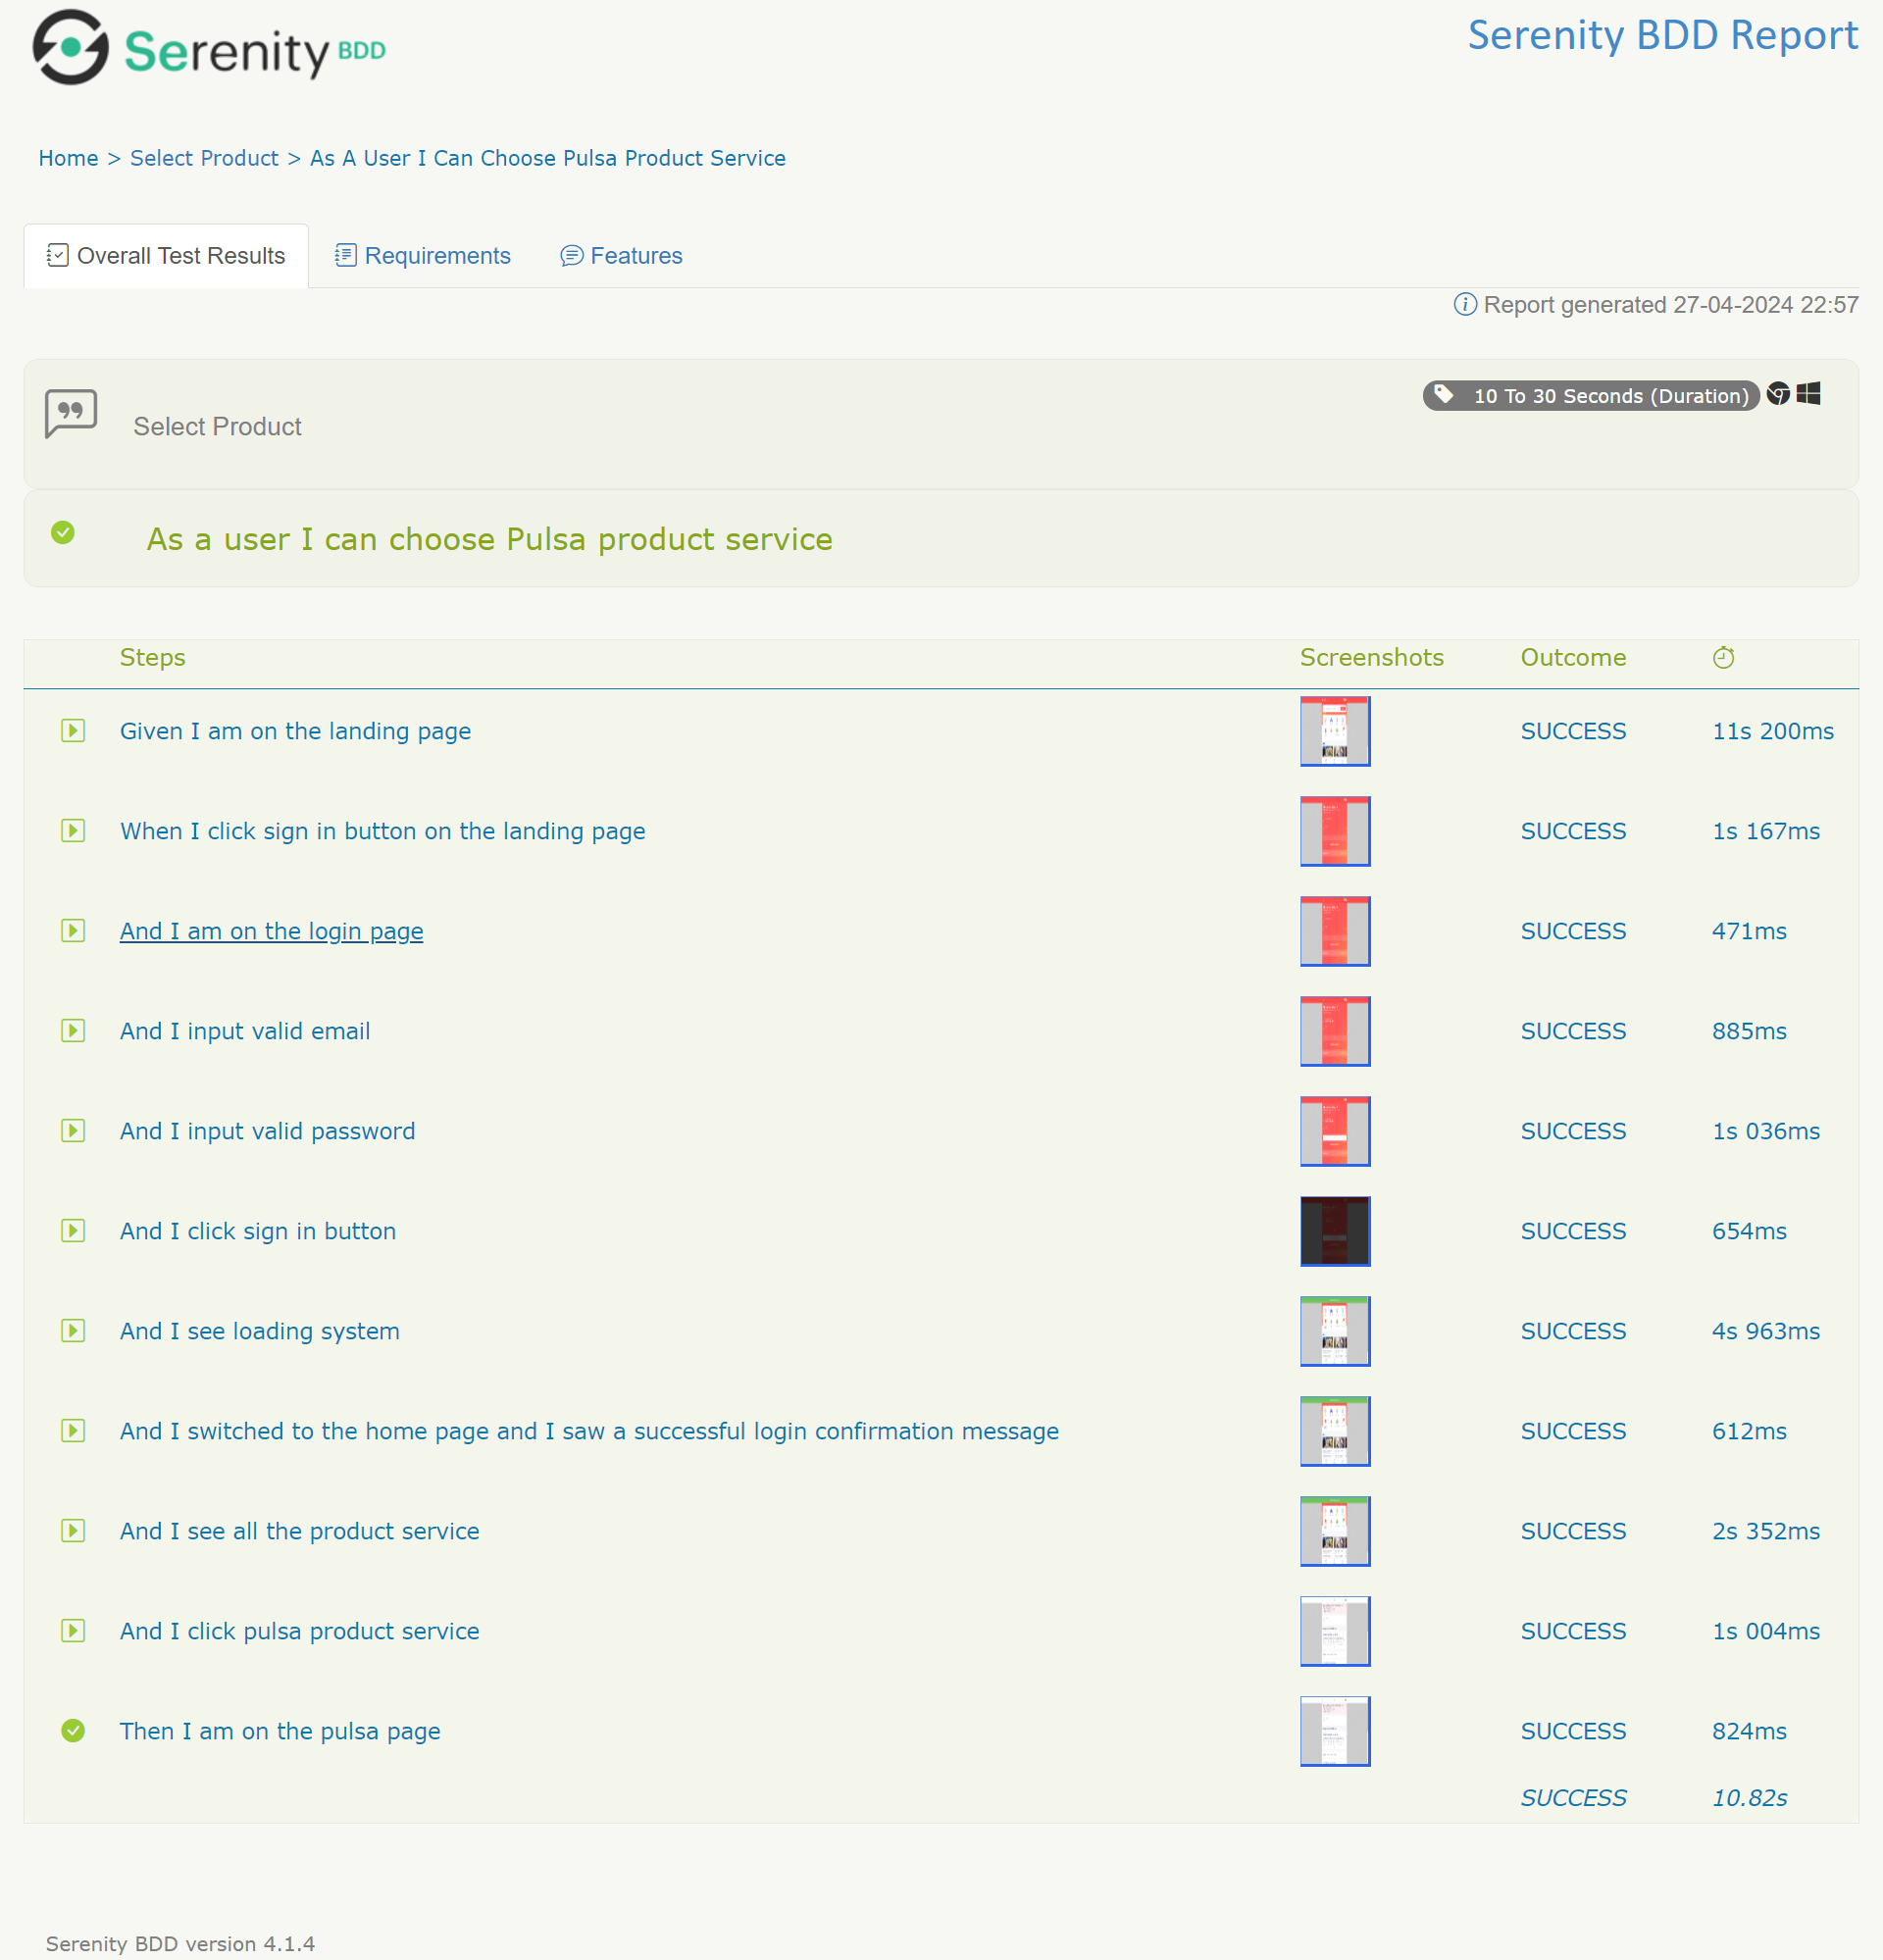 Serenity BDD
Serenity BDD Report
Home > Select Product > As A User I Can Choose Pulsa Product Service
Overall Test Results Requirements Features
Report generated 27-04-2024 22:57
10 To 30 Seconds (Duration)
Select Product
As a user I can choose Pulsa product service
Steps Screenshots Outcome
Given I am on the landing page SUCCESS 11s 200ms
When I click sign in button on the landing page SUCCESS 1s 167ms
And I am on the login page SUCCESS 471ms
And I input valid email SUCCESS 885ms
And I input valid password SUCCESS 1s 036ms
And I click sign in button SUCCESS 654ms
And I see loading system SUCCESS 4s 963ms
And I switched to the home page and I saw a successful login confirmation message SUCCESS 612ms
And I see all the product service SUCCESS 2s 352ms
And I click pulsa product service SUCCESS 1s 004ms
Then I am on the pulsa page SUCCESS 824ms
SUCCESS 10.82s
Serenity BDD version 4.1.4